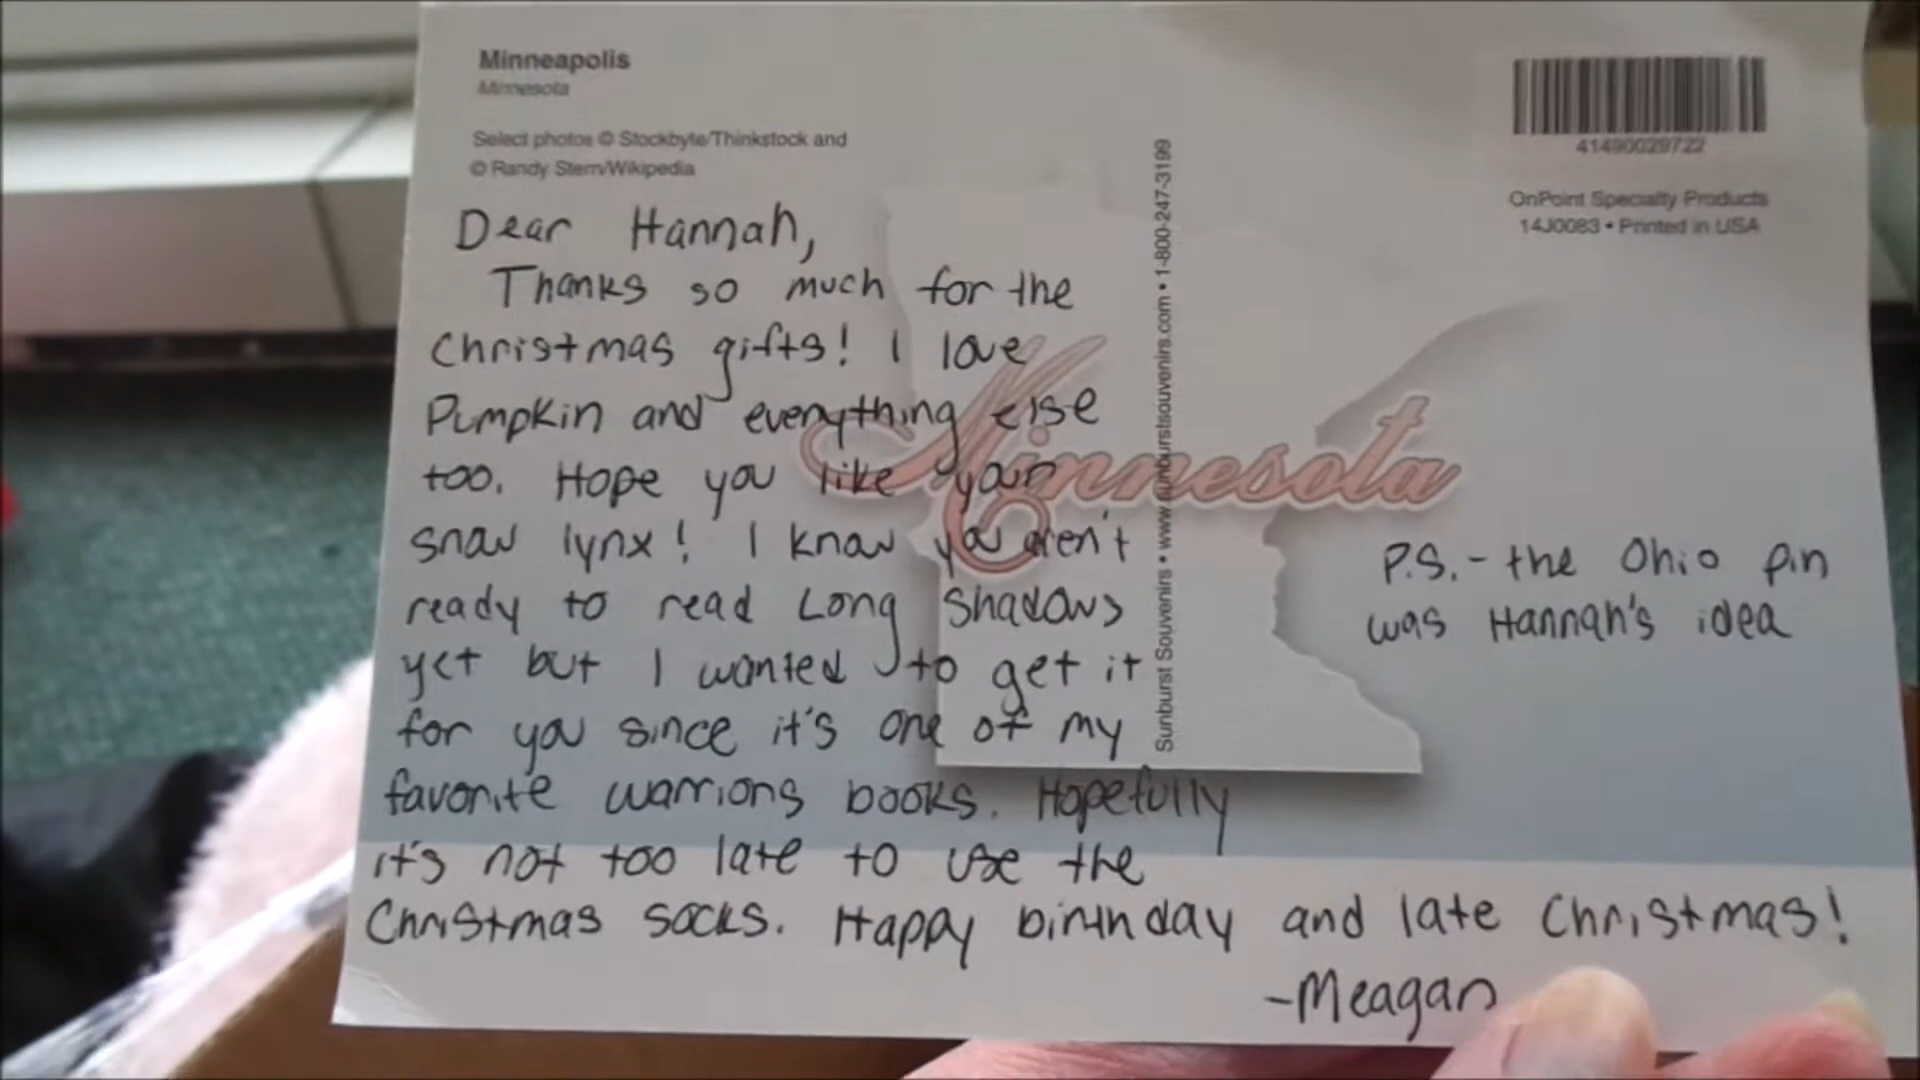 Minneapolis
Minnesota
Select photos © Stockbyte/Thinkstock and
© Randy Stern/Wikipedia
41490029722
OnPoint Specialty Products
14J0083 • Printed in USA
Dear Hannah,
Thanks so much for the
Christmas gifts! I love
Pumpkin and everything else
too. Hope you like your
snow lynx! I know you aren't
ready to read Long Shadows
yet but I wanted to get it
for you since it's one of my
favorite warriors books. Hopefully
it's not too late to use the
Christmas socks. Happy birthday and late Christmas!
-Meagan
Minnesota
Sunburst Souvenirs • www.sunburstsouvenirs.com • 1-800-247-3199
P.S.- the Ohio pin
was Hannah's idea